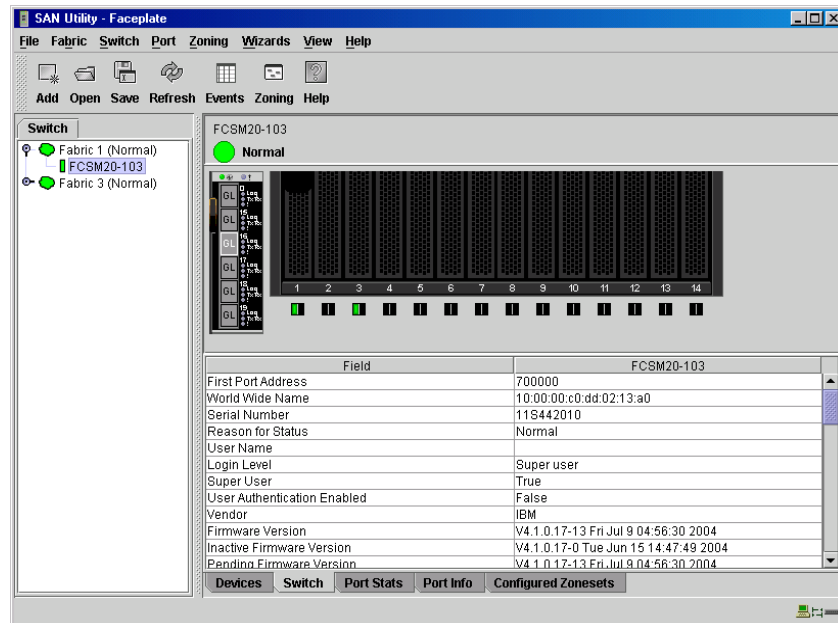 SAN Utility - Faceplate
File Fabric Switch Port Zoning Wizards View Help
Add Open Save Refresh Events Zoning Help
Switch
Fabric 1 (Normal)
FCSM20-103
Fabric 3 (Normal)
FCSM20-103
Normal
GL 0
GL 15
GL 16
GL 17
GL 18
GL 19
1 2 3 4 5 6 7 8 9 10 11 12 13 14
Field FCSM20-103
First Port Address 700000
World Wide Name 10:00:00:c0:dd:02:13:a0
Serial Number 11S442010
Reason for Status Normal
User Name
Login Level Super user
Super User True
User Authentication Enabled False
Vendor IBM
Firmware Version V4.1.0.17-13 Fri Jul 9 04:56:30 2004
Inactive Firmware Version V4.1.0.17-0 Tue Jun 15 14:47:49 2004
Pending Firmware Version V4.1.0.17-13 Fri Jul 9 04:56:30 2004
Devices Switch Port Stats Port Info Configured Zonesets